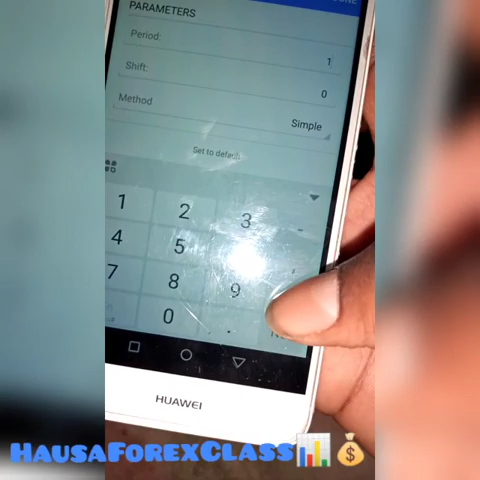 PARAMETERS
Period:
1
Shift:
0
Method
Simple
Set to default
1 2 3 -
4 5
7 8 9
0 .
HUAWEI
HausaForexClass📊💰